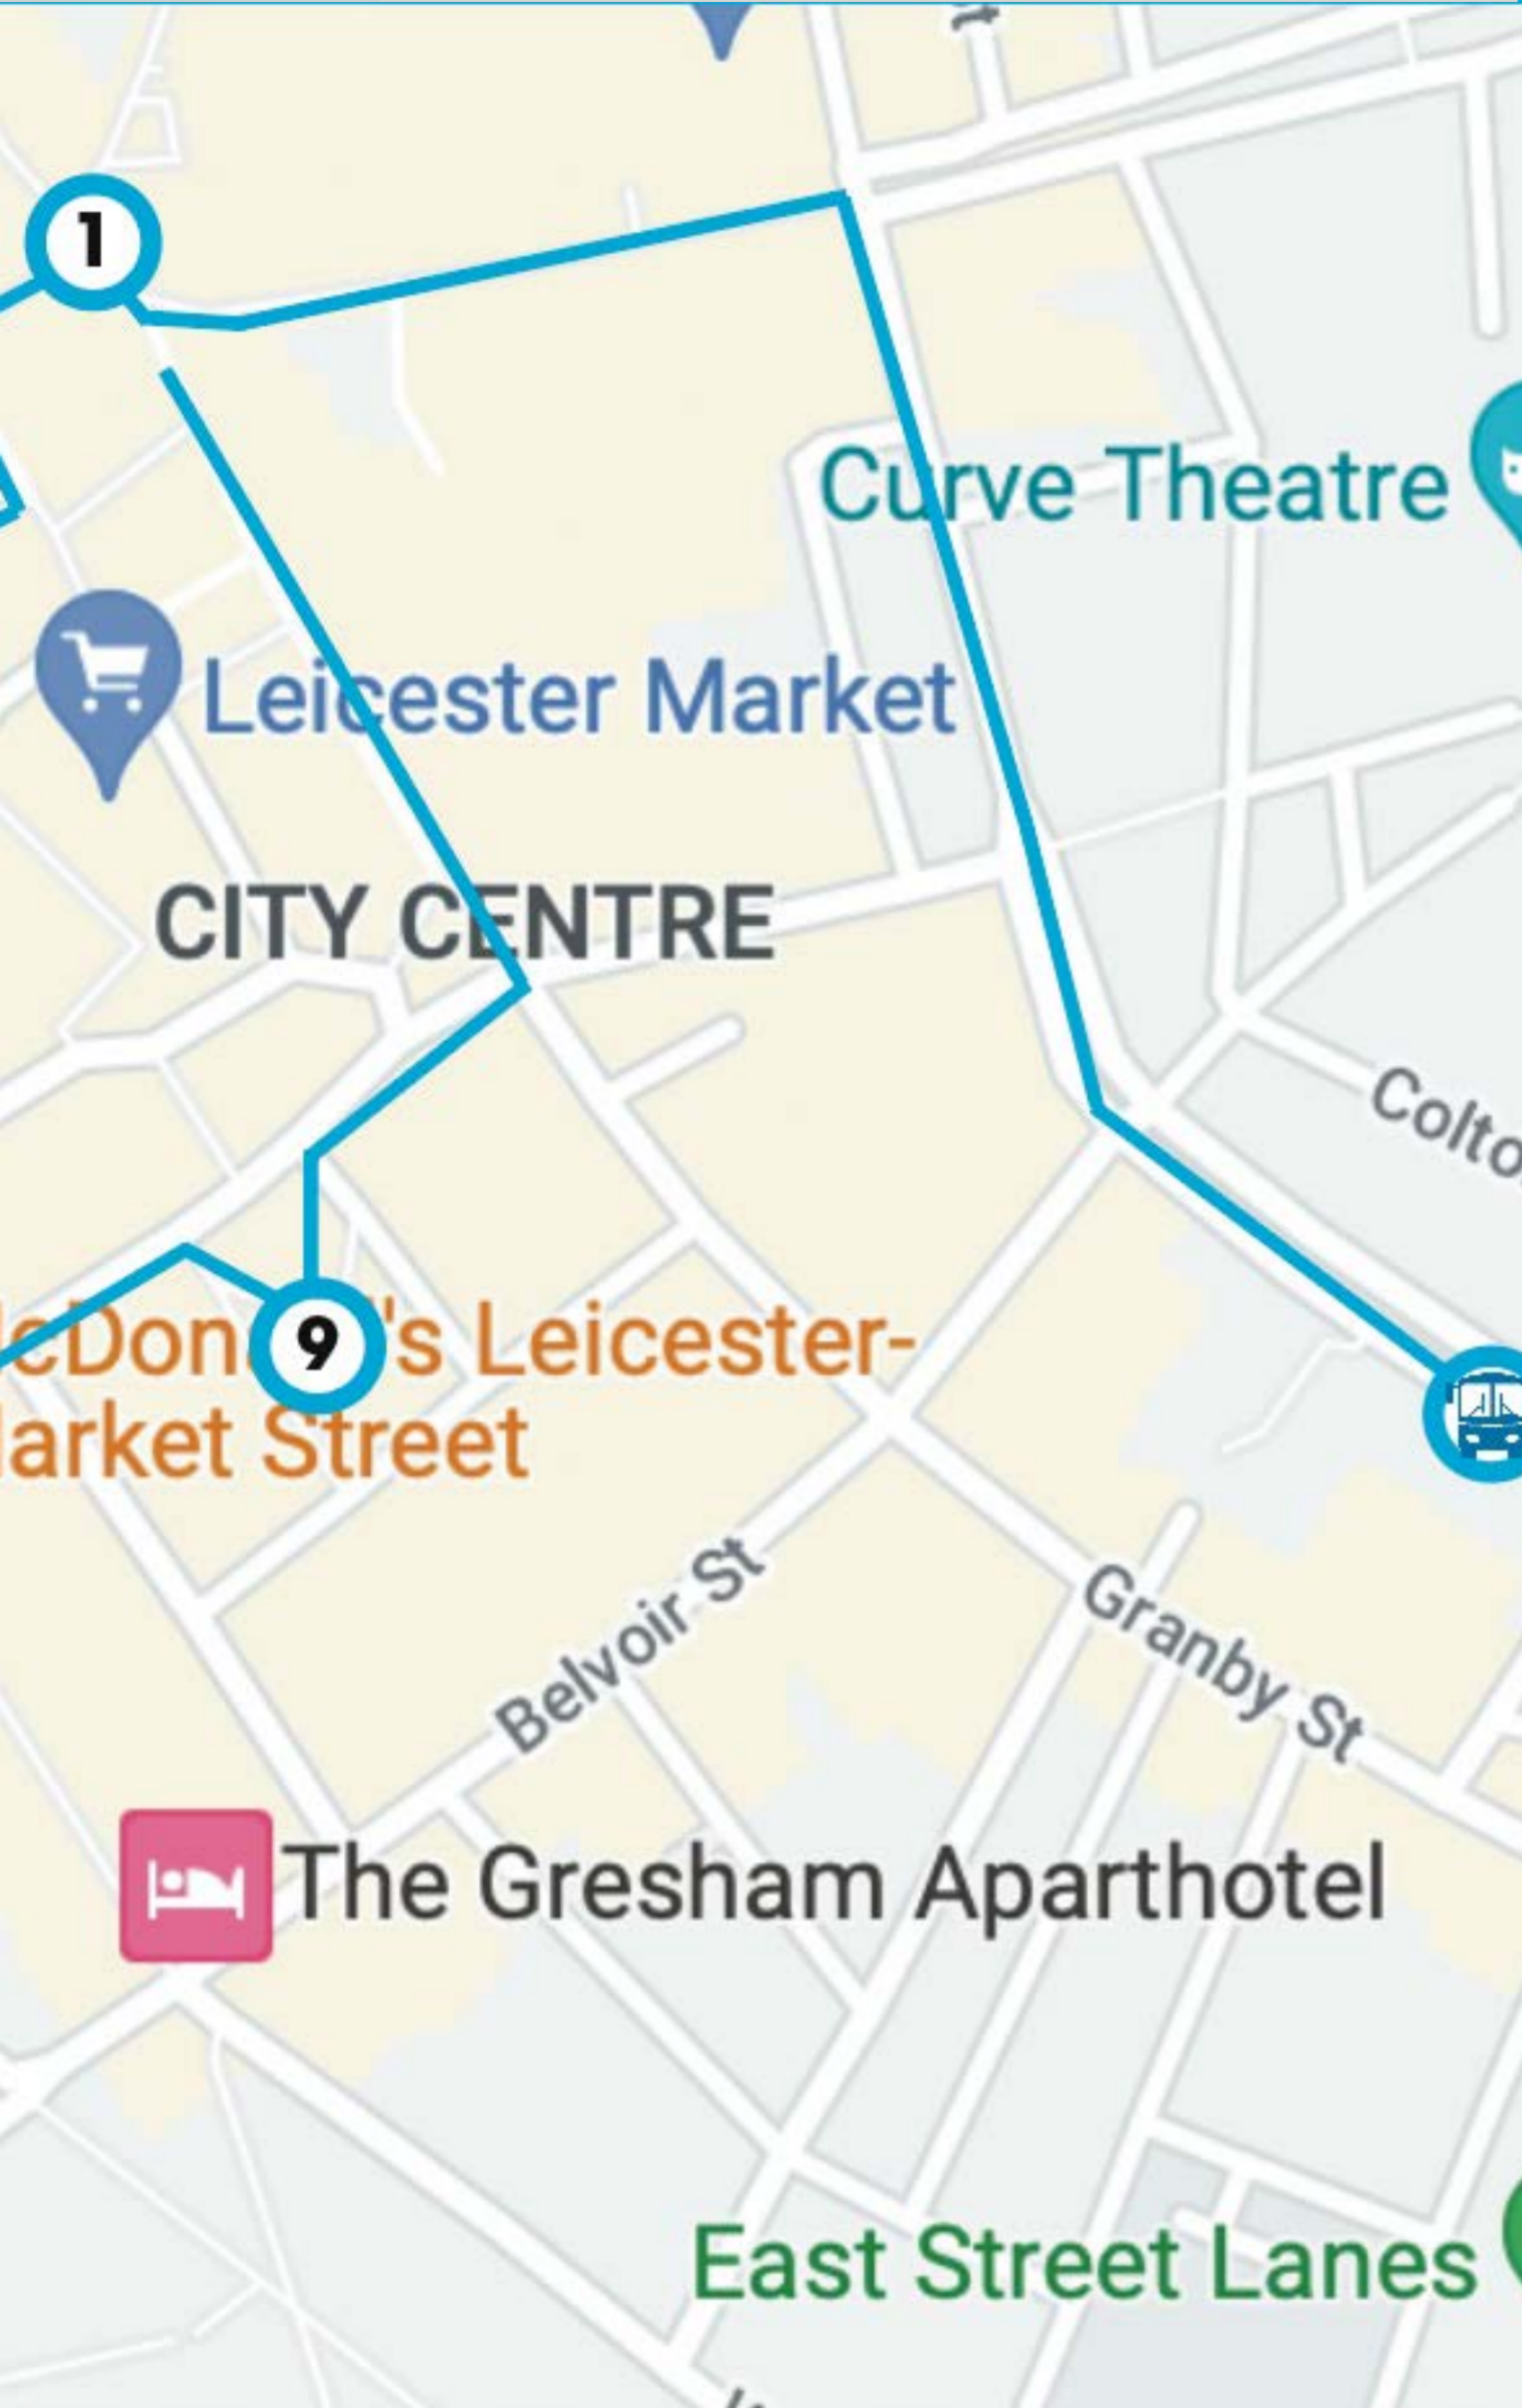 1
Curve Theatre
Leicester Market
CITY CENTRE
Colto
9
cDon 's Leicester-
arket Street
Belvoir St
Granby St
The Gresham Aparthotel
East Street Lanes